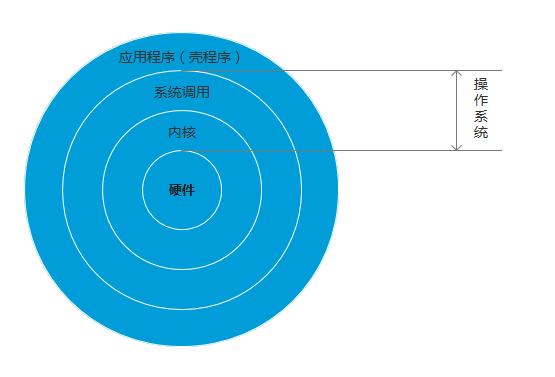 应用程序（壳程序）
系统调用
内核
硬件
操作系统